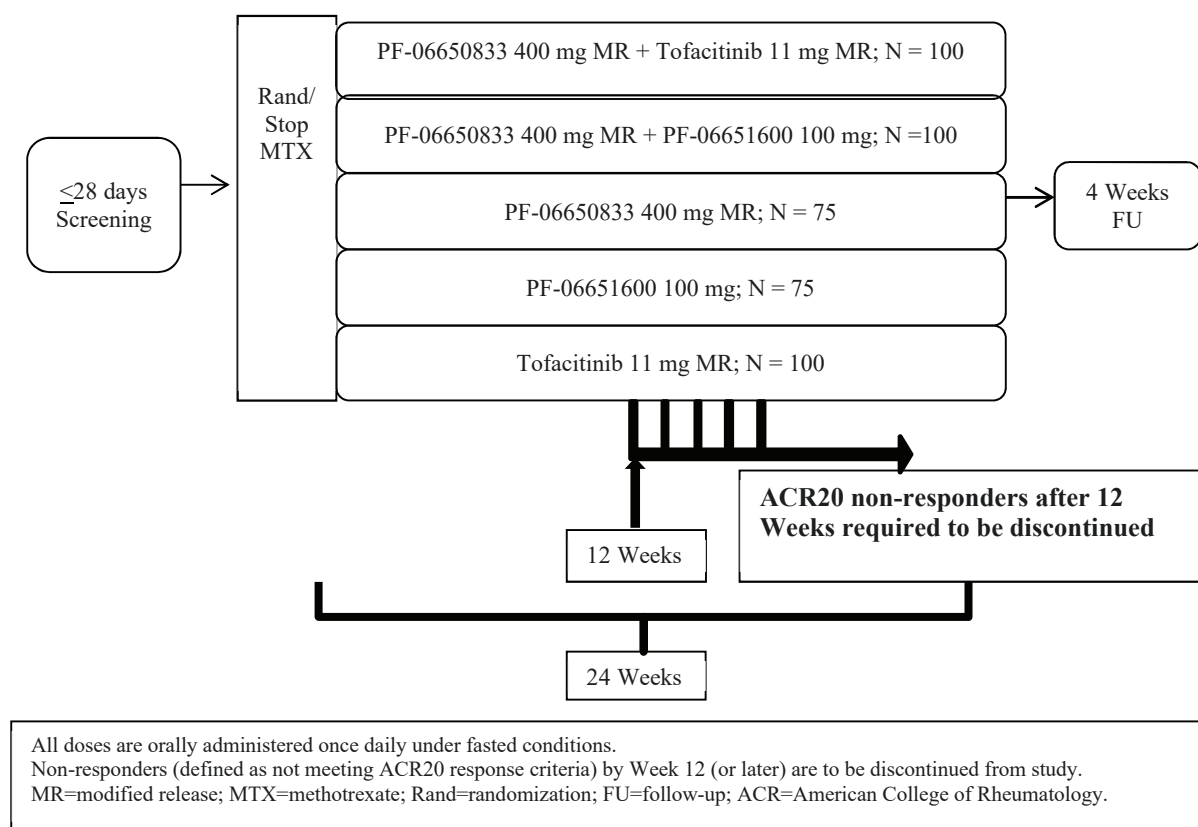 PF-06650833 400 mg MR + Tofacitinib 11 mg MR; N = 100
Rand/
Stop
MTX
PF-06650833 400 mg MR + PF-06651600 100 mg; N =100
≤28 days
Screening
PF-06650833 400 mg MR; N = 75
4 Weeks
FU
PF-06651600 100 mg; N = 75
Tofacitinib 11 mg MR; N = 100
ACR20 non-responders after 12
Weeks required to be discontinued
12 Weeks
24 Weeks
All doses are orally administered once daily under fasted conditions.
Non-responders (defined as not meeting ACR20 response criteria) by Week 12 (or later) are to be discontinued from study.
MR=modified release; MTX=methotrexate; Rand=randomization; FU=follow-up; ACR=American College of Rheumatology.